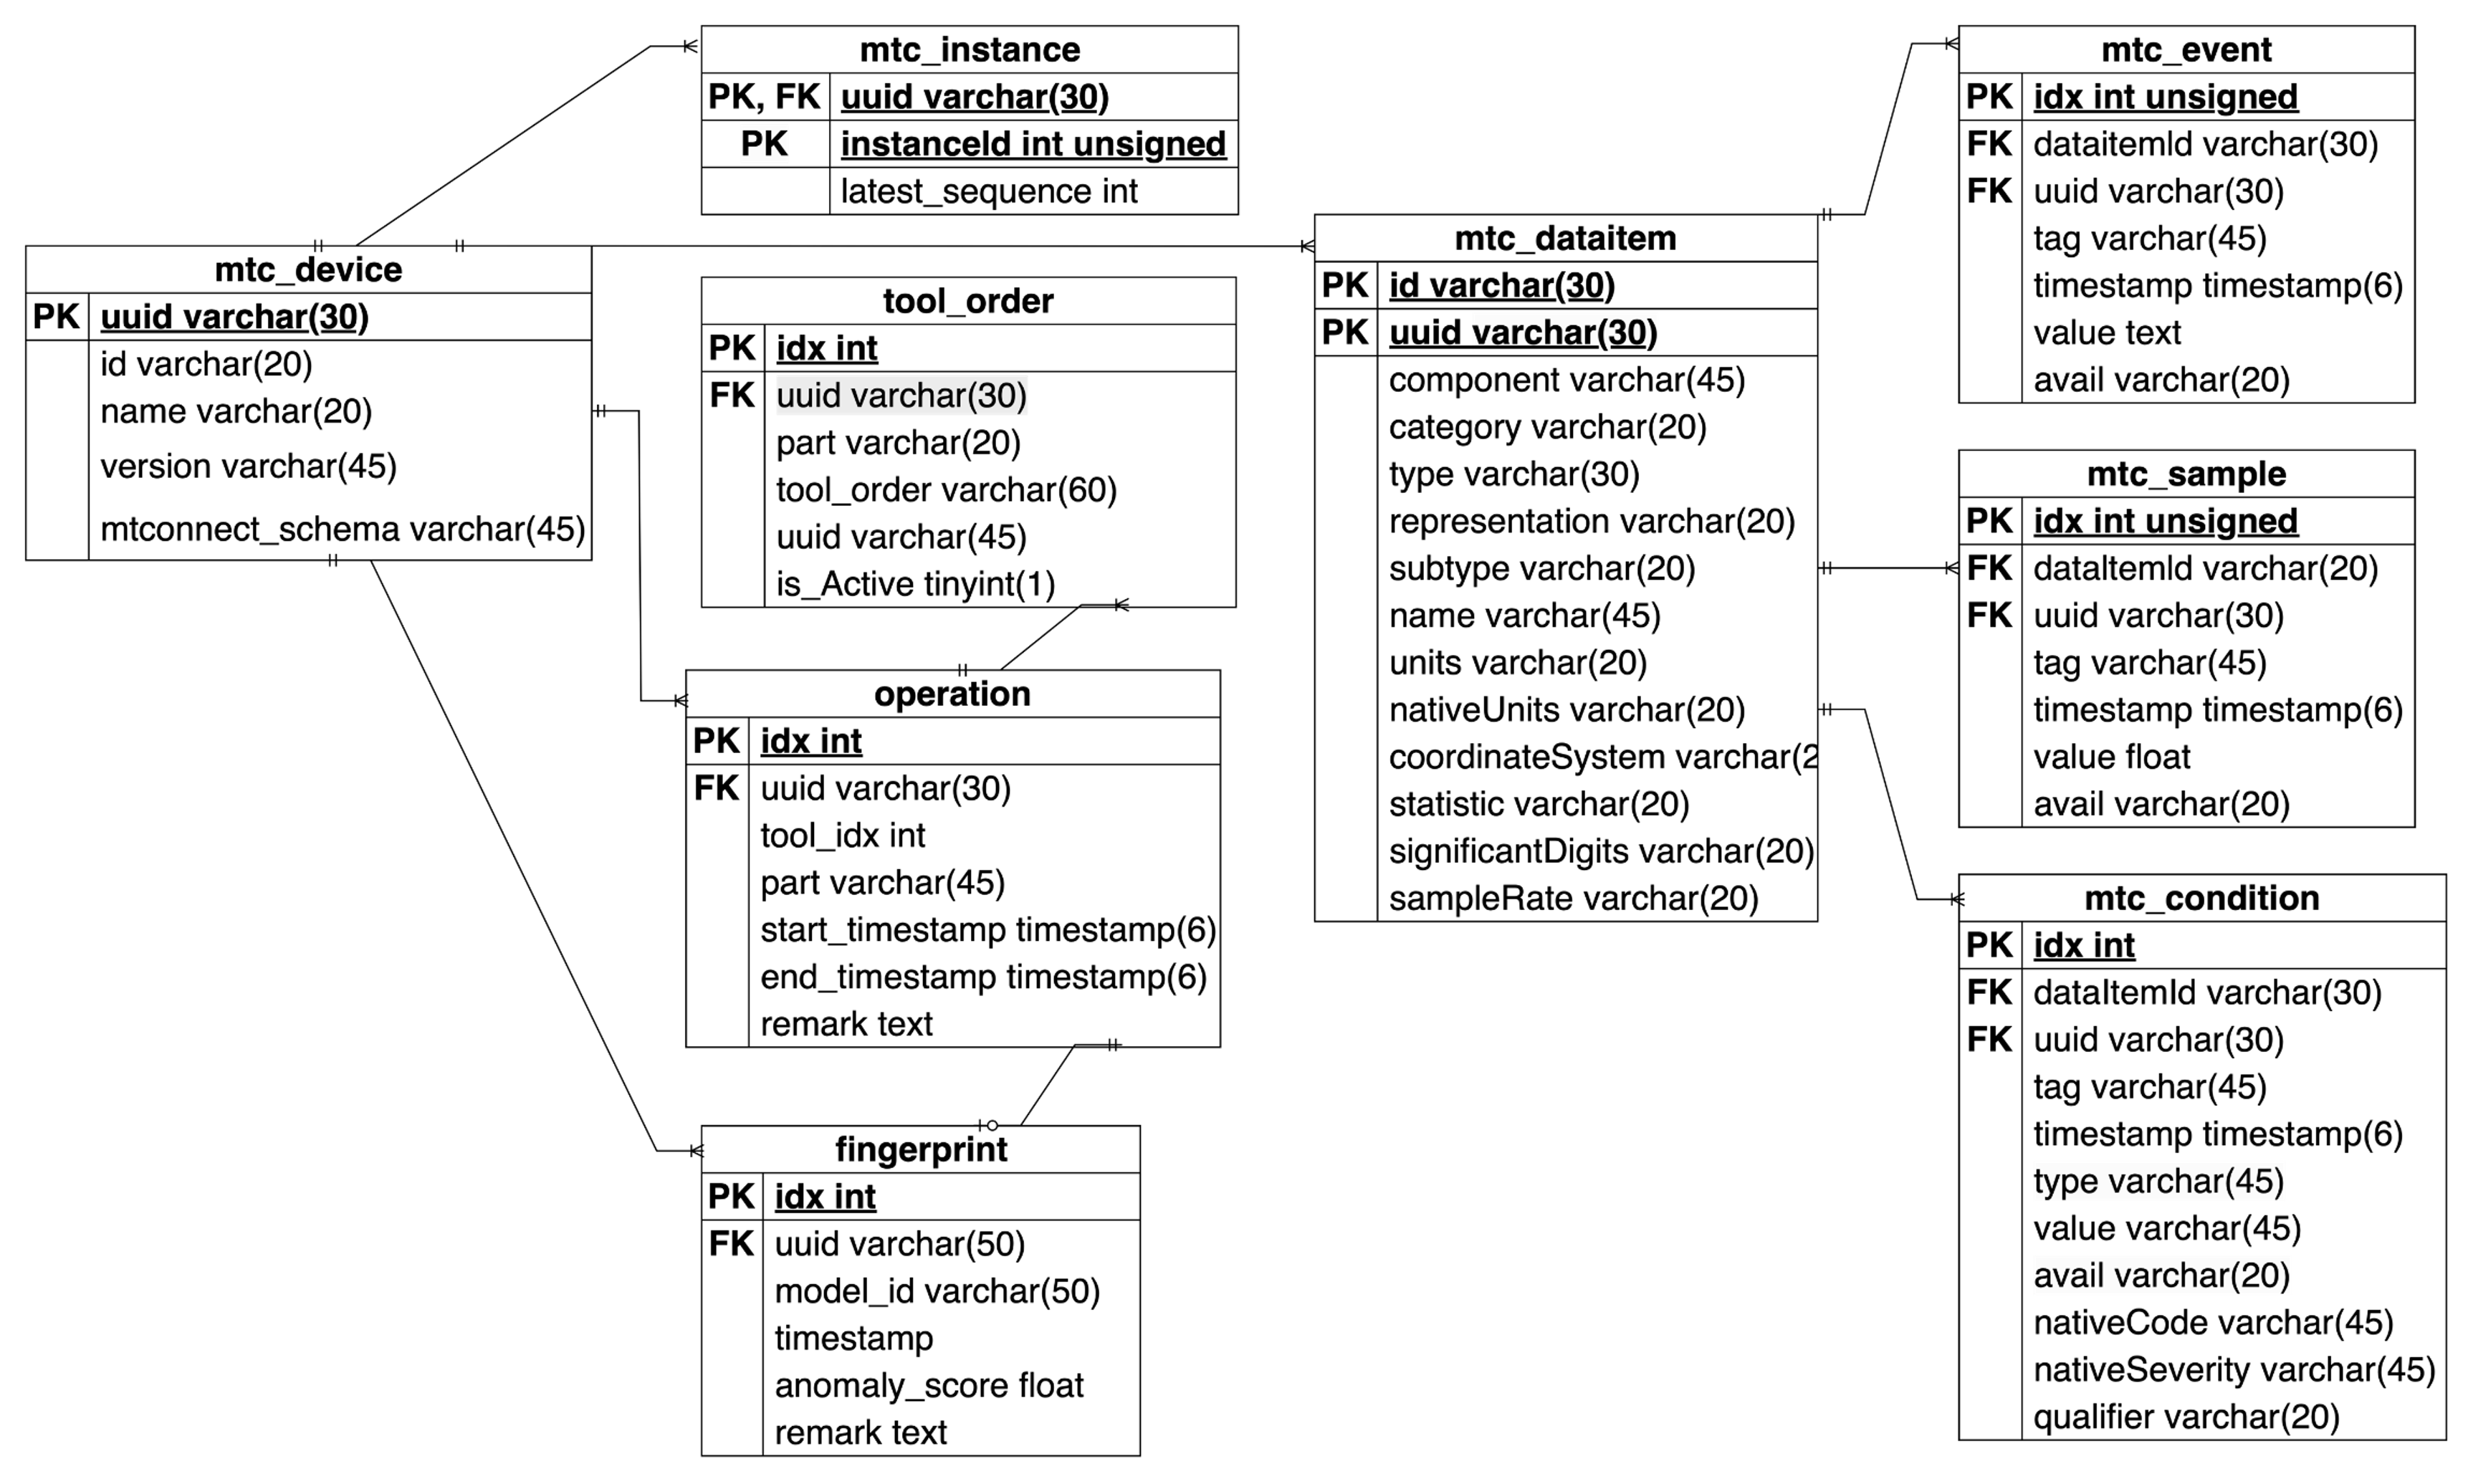 mtc_instance
PK, FK uuid varchar(30)
PK instanceId int unsigned
latest_sequence int
mtc_device
PK uuid varchar(30)
id varchar(20)
name varchar(20)
version varchar(45)
mtconnect_schema varchar(45)
tool_order
PK idx int
FK uuid varchar(30)
part varchar(20)
tool_order varchar(60)
uuid varchar(45)
is_Active tinyint(1)
operation
PK idx int
FK uuid varchar(30)
tool_idx int
part varchar(45)
start_timestamp timestamp(6)
end_timestamp timestamp(6)
remark text
fingerprint
PK idx int
FK uuid varchar(50)
model_id varchar(50)
timestamp
anomaly_score float
remark text
mtc_dataitem
PK id varchar(30)
PK uuid varchar(30)
component varchar(45)
category varchar(20)
type varchar(30)
representation varchar(20)
subtype varchar(20)
name varchar(45)
units varchar(20)
nativeUnits varchar(20)
coordinateSystem varchar(2
statistic varchar(20)
significantDigits varchar(20)
sampleRate varchar(20)
mtc_event
PK idx int unsigned
FK dataitemId varchar(30)
FK uuid varchar(30)
tag varchar(45)
timestamp timestamp(6)
value text
avail varchar(20)
mtc_sample
PK idx int unsigned
FK dataItemId varchar(20)
FK uuid varchar(30)
tag varchar(45)
timestamp timestamp(6)
value float
avail varchar(20)
mtc_condition
PK idx int
FK dataItemId varchar(30)
FK uuid varchar(30)
tag varchar(45)
timestamp timestamp(6)
type varchar(45)
value varchar(45)
avail varchar(20)
nativeCode varchar(45)
nativeSeverity varchar(45)
qualifier varchar(20)